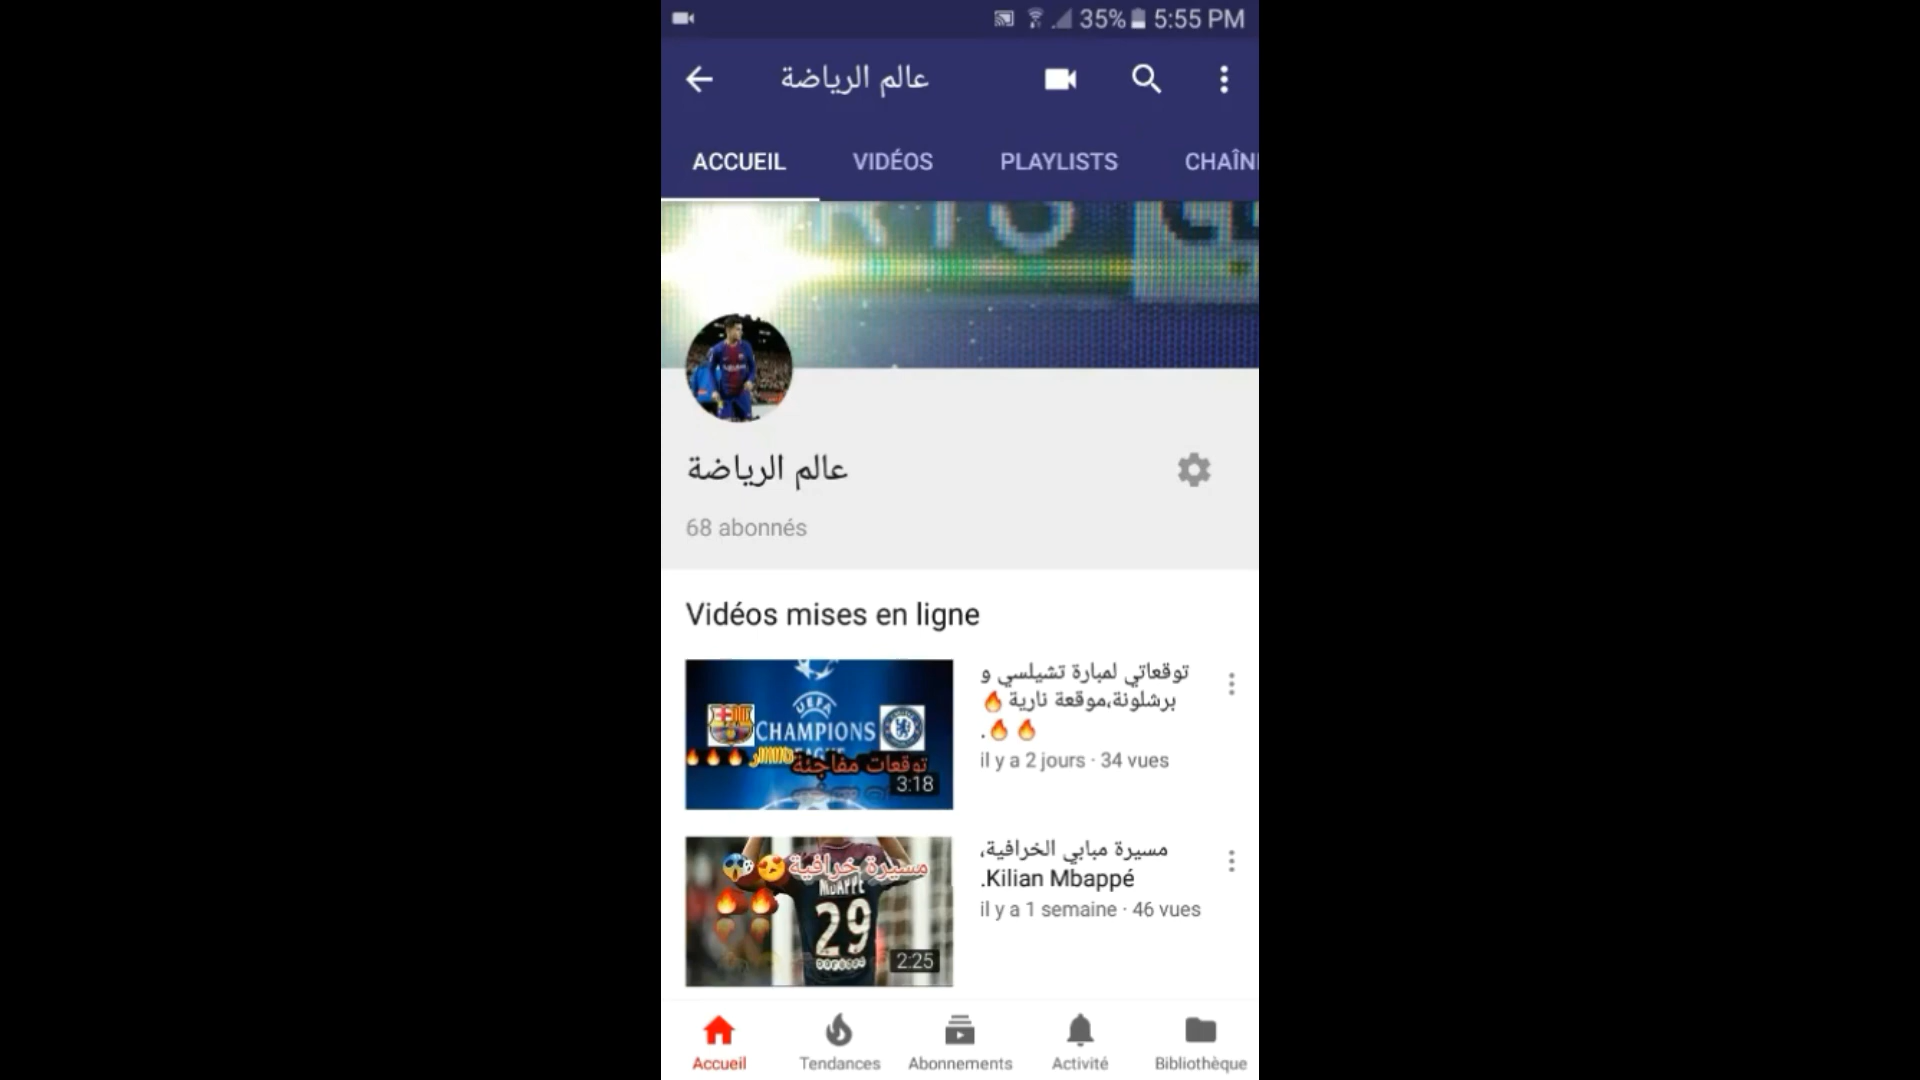 35% 5:55 PM
عالم الرياضة
ACCUEIL VIDÉOS PLAYLISTS CHAÎN
عالم الرياضة
68 abonnés
Vidéos mises en ligne
UEFA
CHAMPIONS
توقعات مفاجئة
3:18
توقعاتي لمبارة تشيلسي و
برشلونة،موقعة نارية🔥
🔥🔥.
il y a 2 jours · 34 vues
مسيرة خرافية😍😱
🔥🔥
MBAPPÉ
29
2:25
مسيرة مبابي الخرافية،
Kilian Mbappé.
il y a 1 semaine · 46 vues
Accueil Tendances Abonnements Activité Bibliothèque